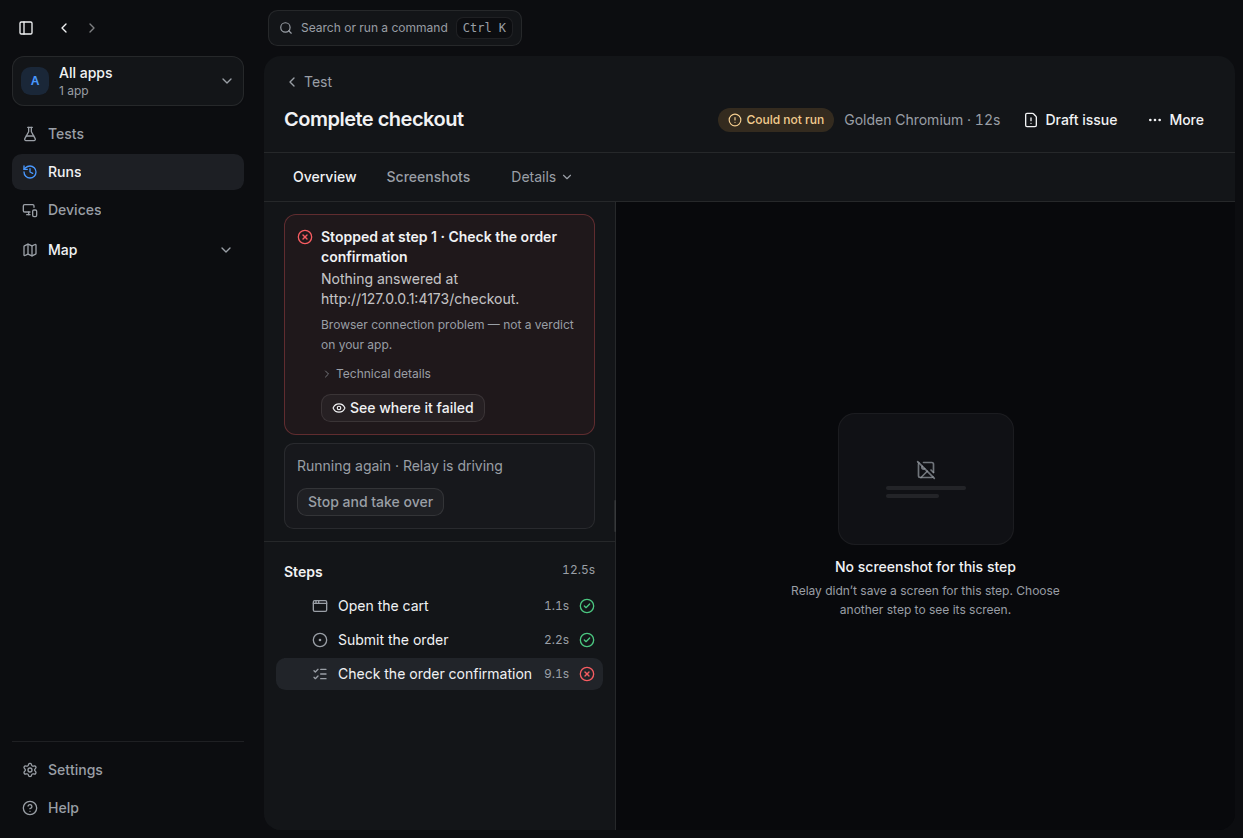 Search or run a command Ctrl K
A
All apps
1 app
Tests
Runs
Devices
Map
Settings
Help
Test
Complete checkout
Could not run
Golden Chromium · 12s
Draft issue
More
Overview
Screenshots
Details
Stopped at step 1 · Check the order
confirmation
Nothing answered at
http://127.0.0.1:4173/checkout.
Browser connection problem — not a verdict
on your app.
Technical details
See where it failed
Running again · Relay is driving
Stop and take over
Steps 12.5s
Open the cart 1.1s
Submit the order 2.2s
Check the order confirmation 9.1s
No screenshot for this step
Relay didn’t save a screen for this step. Choose
another step to see its screen.